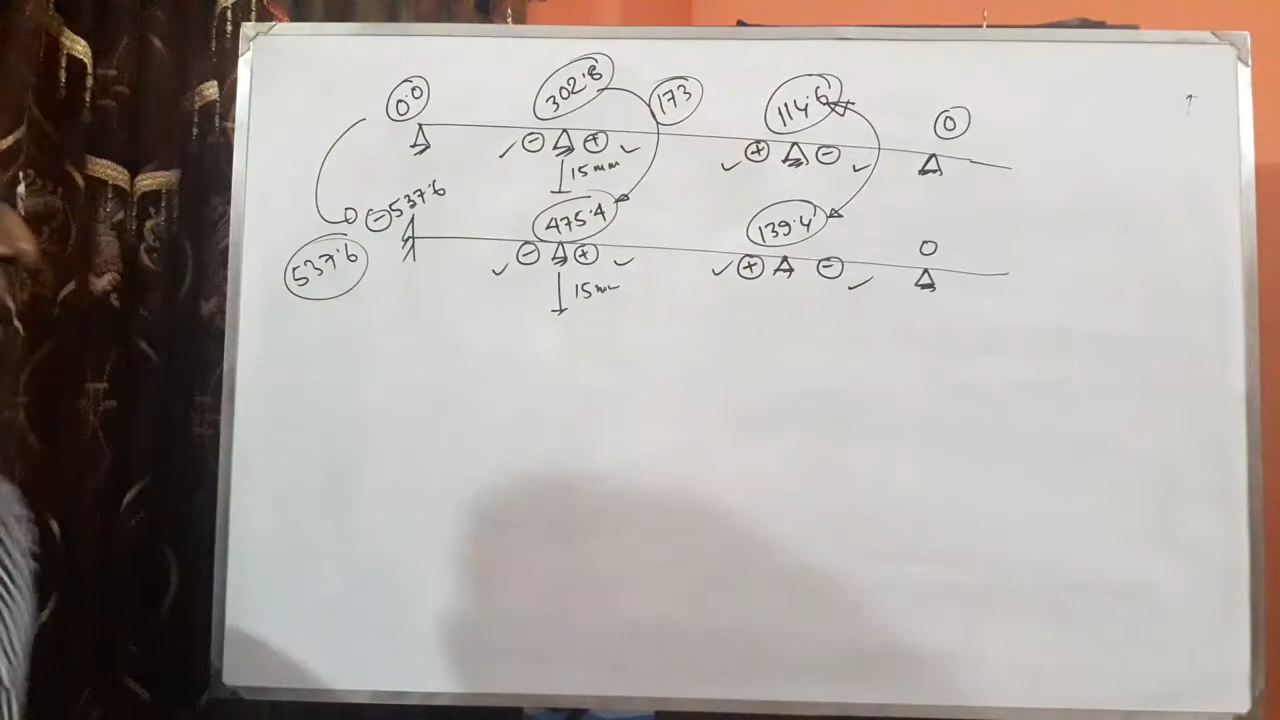 0.0 302.8 173 114.6 0
⊖ ⊕ ⊕ ⊖
15mm
0 ⊖ 537.6 475.4 139.4 0
537.6 ⊖ ⊕ ⊕ ⊖
15mm